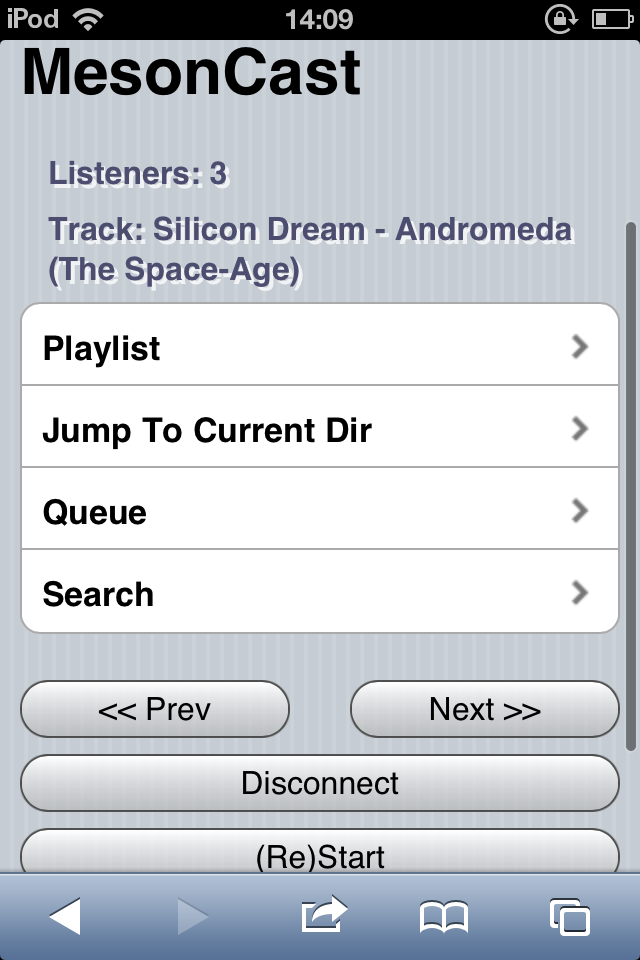 iPod 14:09
MesonCast
Listeners: 3
Track: Silicon Dream - Andromeda
(The Space-Age)
Playlist
Jump To Current Dir
Queue
Search
<< Prev Next >>
Disconnect
(Re)Start